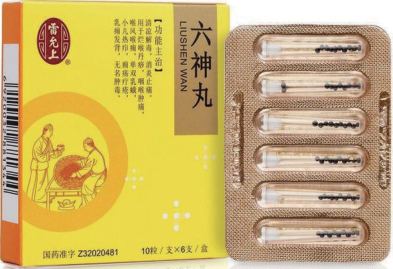 雷允上
®
六神丸
LIUSHEN WAN
【功能主治】
清凉解毒，消炎止痛。
用于烂喉丹痧，咽喉肿痛，
喉风喉痈，单双乳蛾，
小儿热疖，痈疡疔疮，
乳痈发背，无名肿毒。
国药准字 Z32020481
10粒／支×6支／盒